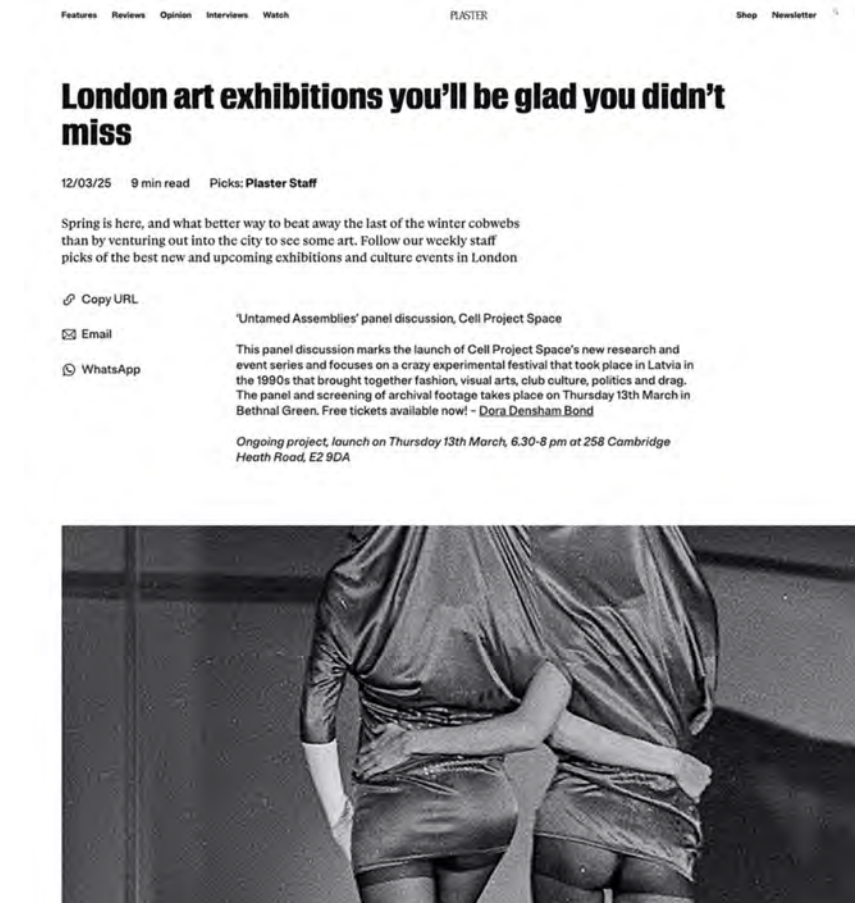 Features Reviews Opinion Interviews Watch PLASTER Shop Newsletter
London art exhibitions you'll be glad you didn't
miss
12/03/25 9 min read Picks: Plaster Staff
Spring is here, and what better way to beat away the last of the winter cobwebs
than by venturing out into the city to see some art. Follow our weekly staff
picks of the best new and upcoming exhibitions and culture events in London
Copy URL
Email
WhatsApp
'Untamed Assemblies' panel discussion, Cell Project Space
This panel discussion marks the launch of Cell Project Space's new research and
event series and focuses on a crazy experimental festival that took place in Latvia in
the 1990s that brought together fashion, visual arts, club culture, politics and drag.
The panel and screening of archival footage takes place on Thursday 13th March in
Bethnal Green. Free tickets available now! – Dora Densham Bond
Ongoing project, launch on Thursday 13th March, 6.30-8 pm at 258 Cambridge
Heath Road, E2 9DA